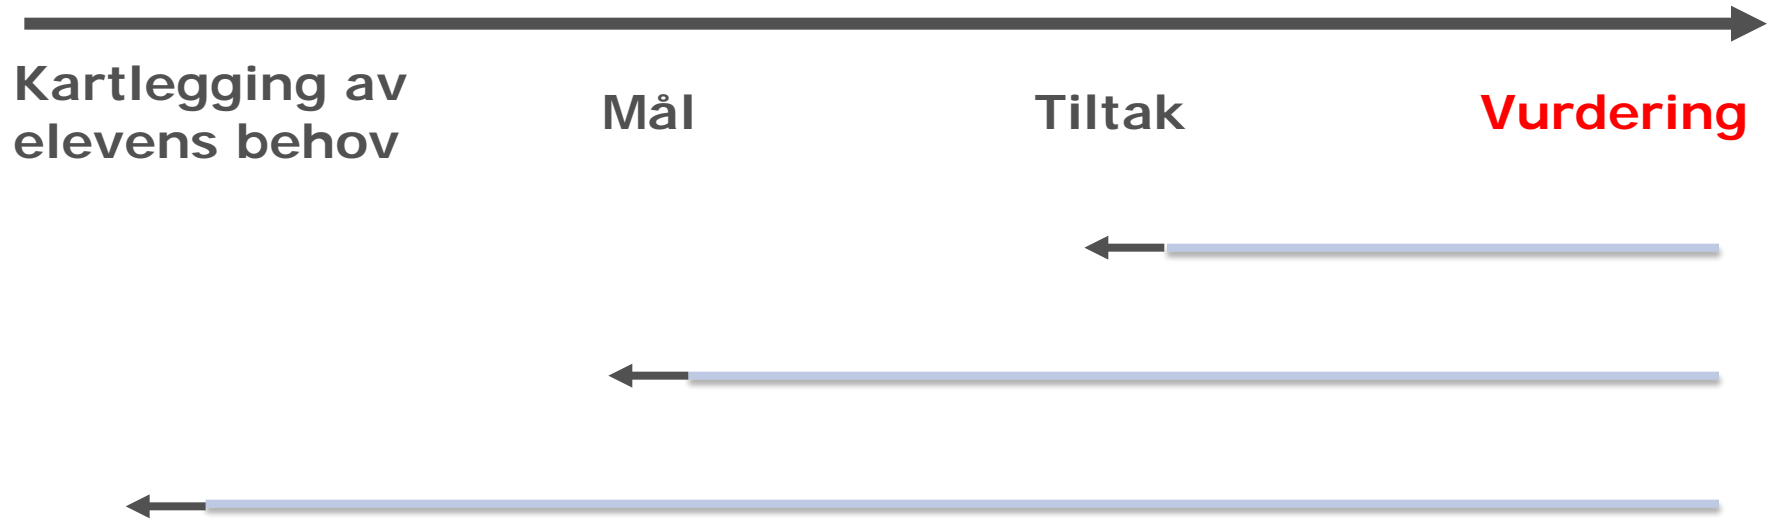 Kartlegging av
elevens behov
Mål
Tiltak
Vurdering